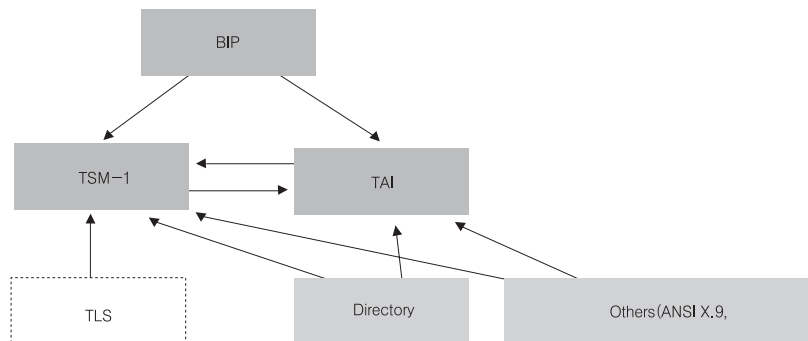 BIP
TSM-1
TAI
TLS
Directory
Others(ANSI X.9,